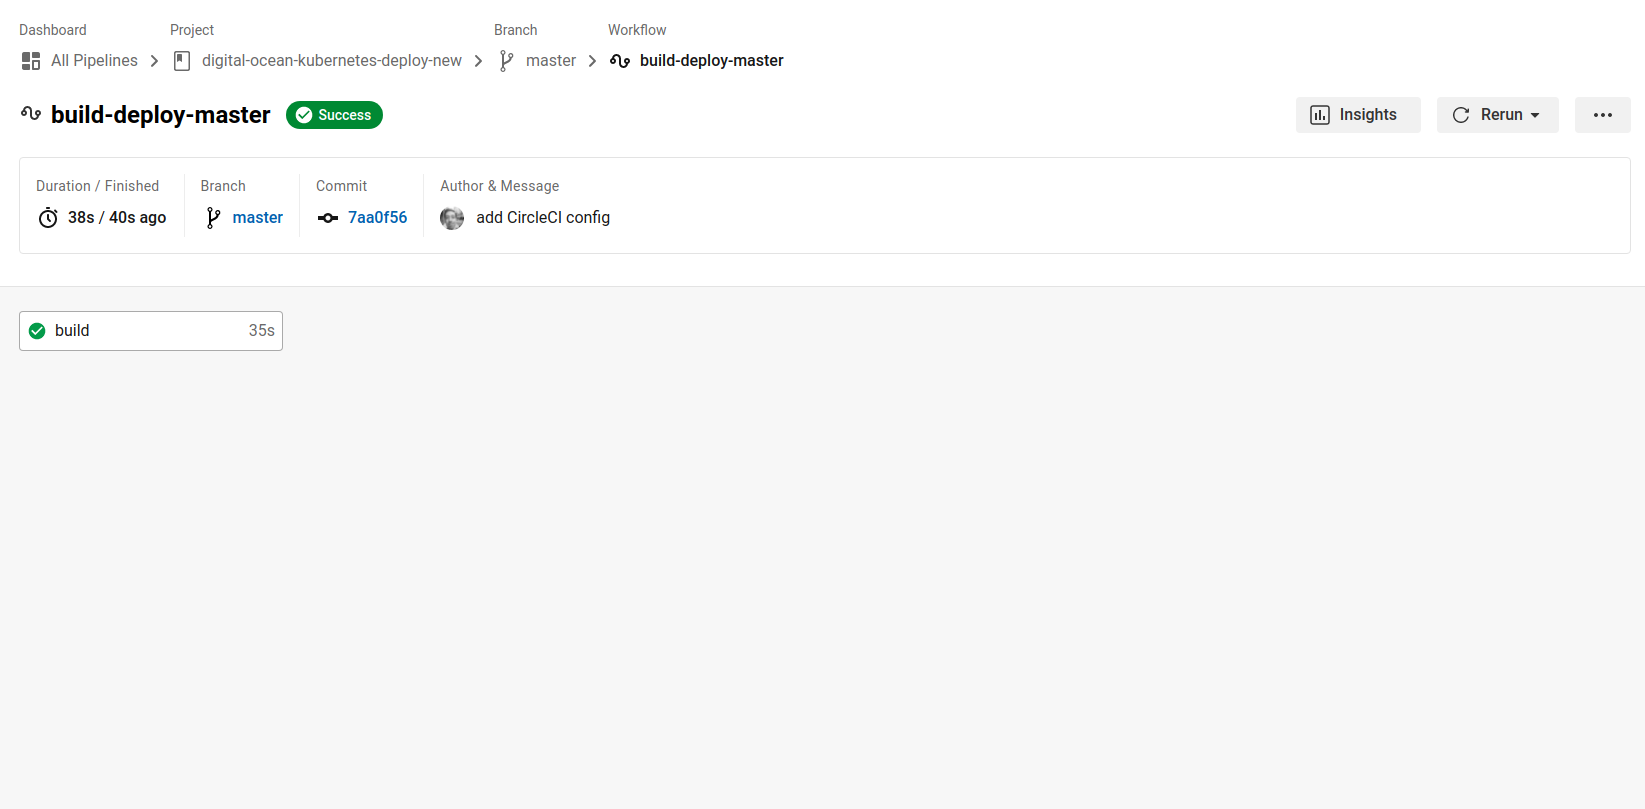 Dashboard Project Branch Workflow
All Pipelines digital-ocean-kubernetes-deploy-new master build-deploy-master
build-deploy-master Success Insights Rerun
Duration / Finished Branch Commit Author & Message
38s / 40s ago master 7aa0f56 add CircleCI config
build 35s